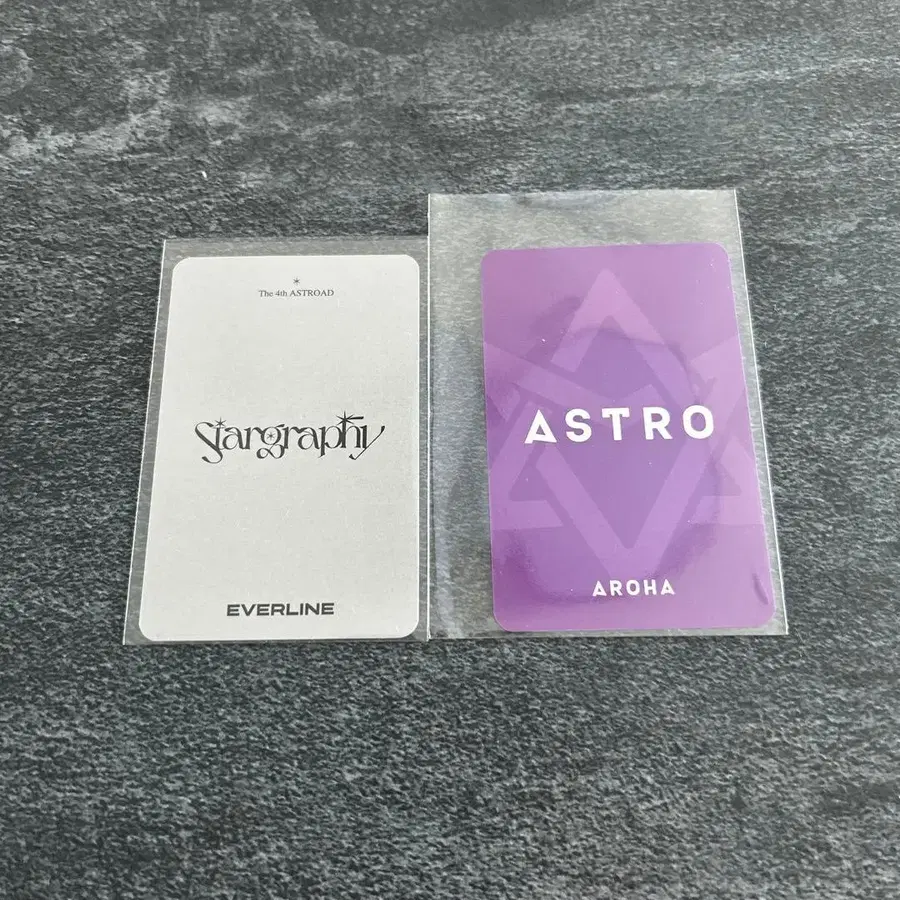 The 4th ASTROAD
Stargraphy
EVERLINE
ASTRO
AROHA